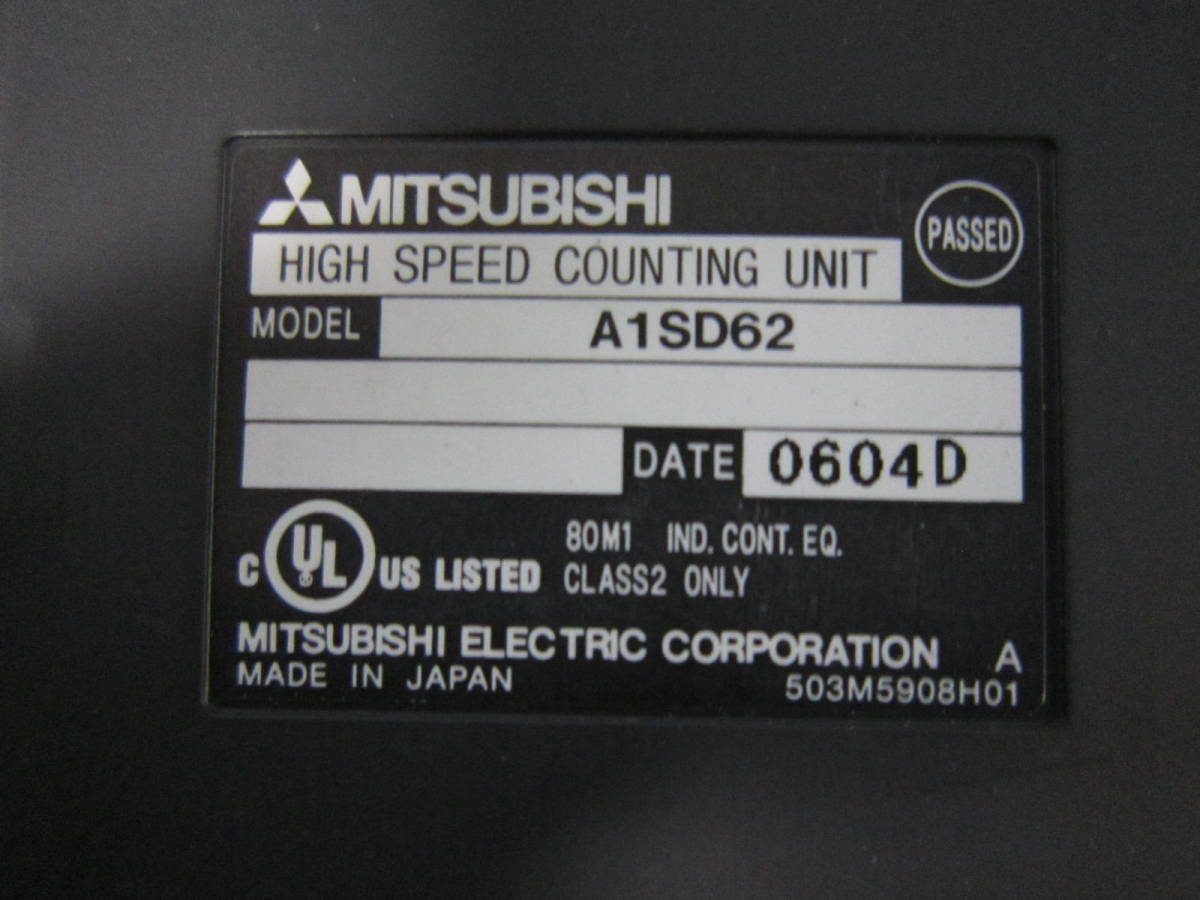 MITSUBISHI
PASSED
HIGH SPEED COUNTING UNIT
MODEL A1SD62
DATE 0604D
C UL® US LISTED
80M1 IND. CONT. EQ.
CLASS2 ONLY
MITSUBISHI ELECTRIC CORPORATION A
MADE IN JAPAN 503M5908H01